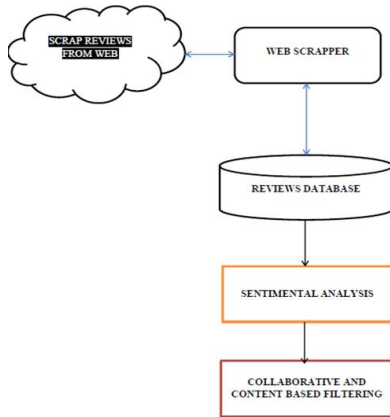 SCRAP REVIEWS
FROM WEB
WEB SCRAPPER
REVIEWS DATABASE
SENTIMENTAL ANALYSIS
COLLABORATIVE AND
CONTENT BASED FILTERING